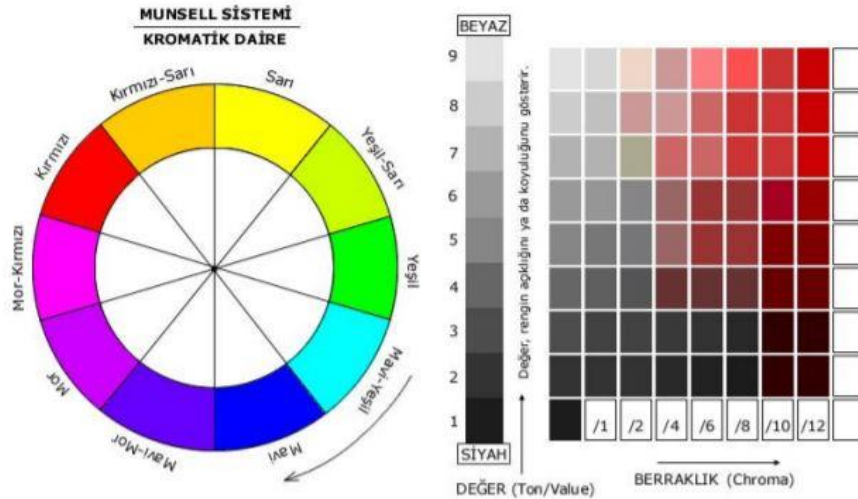 MUNSELL SİSTEMİ
KROMATİK DAİRE
Sarı
Yeşil-Sarı
Yeşil
Mavi-Yeşil
Mavi
Mavi-Mor
Mor
Mor-Kırmızı
Kırmızı
Kırmızı-Sarı
BEYAZ
9
8
7
6
5
4
3
2
1
SİYAH
Değer, rengin açıklığını ya da koyuluğunu gösterir.
/1 /2 /4 /6 /8 /10 /12
DEĞER (Ton/Value)
BERRAKLIK (Chroma)